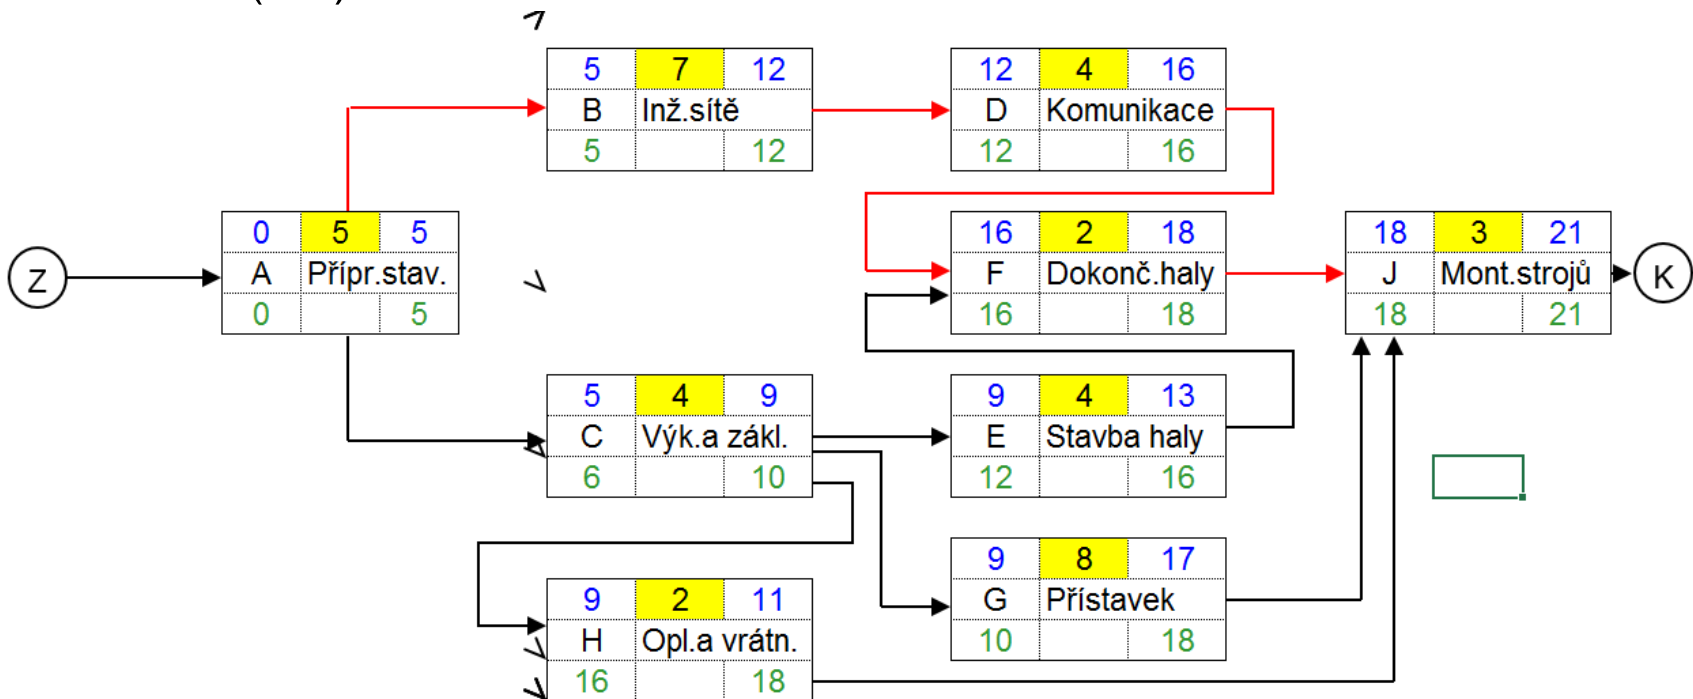 5 7 12
B Inž.sítě
5 12
12 4 16
D Komunikace
12 16
Z
0 5 5
A Přípr.stav.
0 5
16 2 18
F Dokonč.haly
16 18
18 3 21
J Mont.strojů
18 21
K
5 4 9
C Výk.a zákl.
6 10
9 4 13
E Stavba haly
12 16
9 8 17
G Přístavek
10 18
9 2 11
H Opl.a vrátn.
16 18